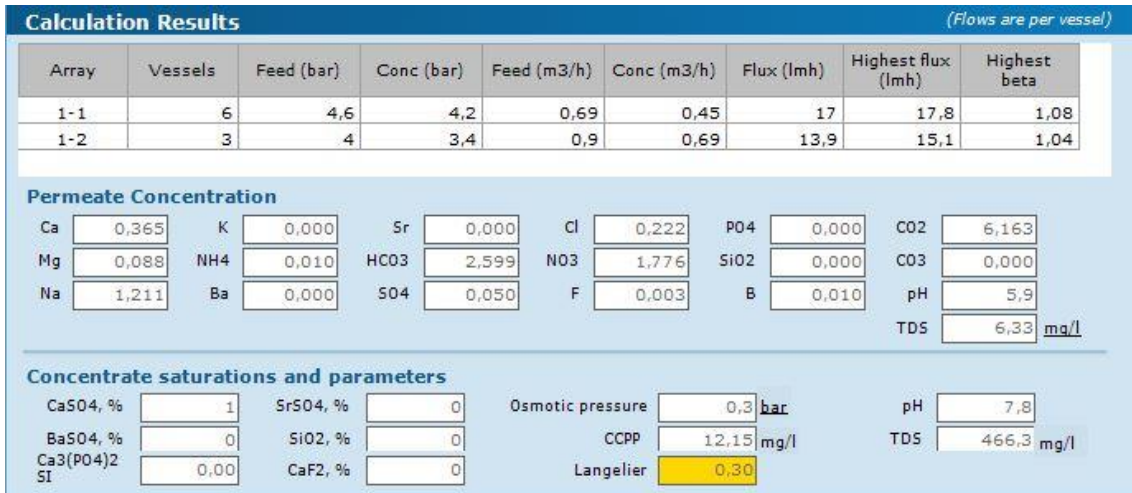 Calculation Results (Flows are per vessel)
Array Vessels Feed (bar) Conc (bar) Feed (m3/h) Conc (m3/h) Flux (lmh) Highest flux (lmh) Highest beta
1-1 6 4,6 4,2 0,69 0,45 17 17,8 1,08
1-2 3 4 3,4 0,9 0,69 13,9 15,1 1,04
Permeate Concentration
Ca 0,365 K 0,000 Sr 0,000 Cl 0,222 PO4 0,000 CO2 6,163
Mg 0,088 NH4 0,010 HCO3 2,599 NO3 1,776 SiO2 0,000 CO3 0,000
Na 1,211 Ba 0,000 SO4 0,050 F 0,003 B 0,010 pH 5,9
TDS 6,33 mg/l
Concentrate saturations and parameters
CaSO4, % 1 SrSO4, % 0 Osmotic pressure 0,3 bar pH 7,8
BaSO4, % 0 SiO2, % 0 CCPP 12,15 mg/l TDS 466,3 mg/l
Ca3(PO4)2 SI 0,00 CaF2, % 0 Langelier 0,30